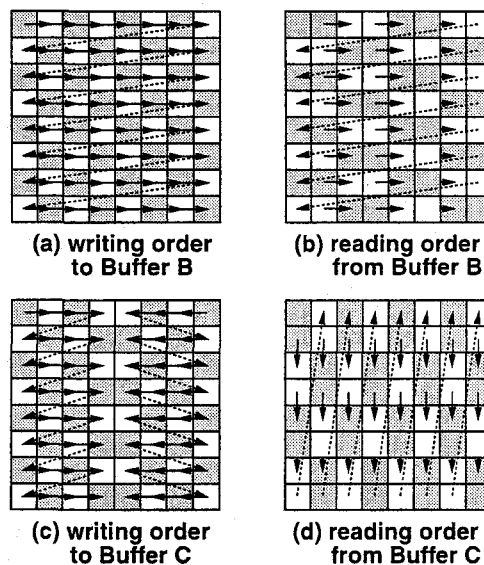 (a) writing order
to Buffer B
(b) reading order
from Buffer B
(c) writing order
to Buffer C
(d) reading order
from Buffer C